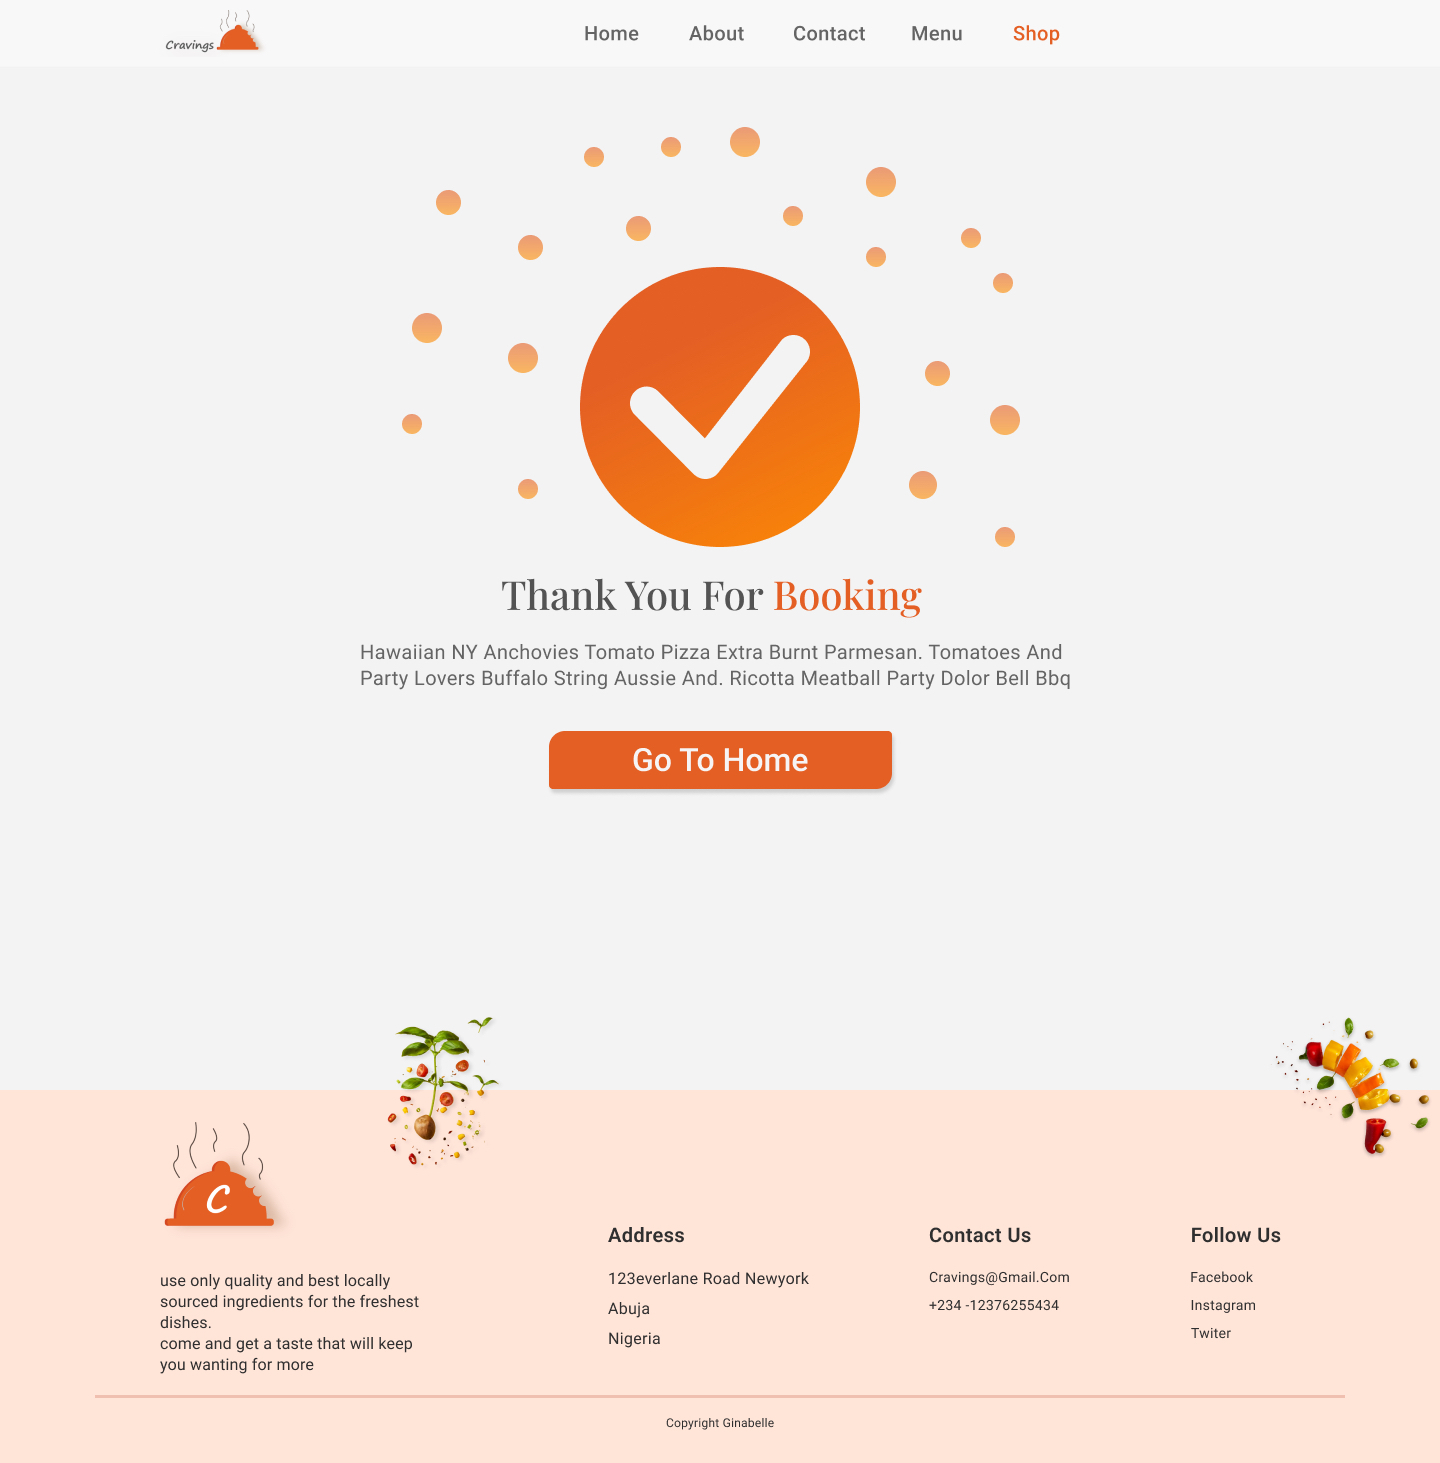 Cravings
Home About Contact Menu Shop
Thank You For Booking
Hawaiian NY Anchovies Tomato Pizza Extra Burnt Parmesan. Tomatoes And
Party Lovers Buffalo String Aussie And. Ricotta Meatball Party Dolor Bell Bbq
Go To Home
C
use only quality and best locally
sourced ingredients for the freshest
dishes.
come and get a taste that will keep
you wanting for more
Address
123everlane Road Newyork
Abuja
Nigeria
Contact Us
Cravings@Gmail.Com
+234 -12376255434
Follow Us
Facebook
Instagram
Twiter
Copyright Ginabelle